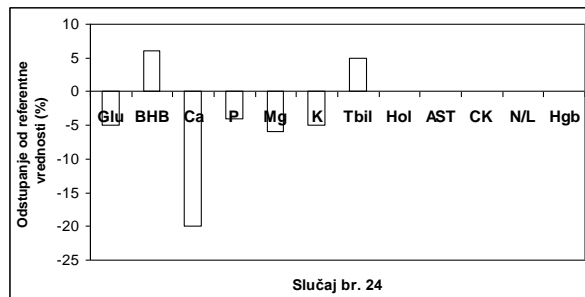 Odstupanje od referentne
vrednosti (%)
10
5
0
-5
-10
-15
-20
-25
Glu BHB Ca P Mg K Tbil Hol AST CK N/L Hgb
Slučaj br. 24